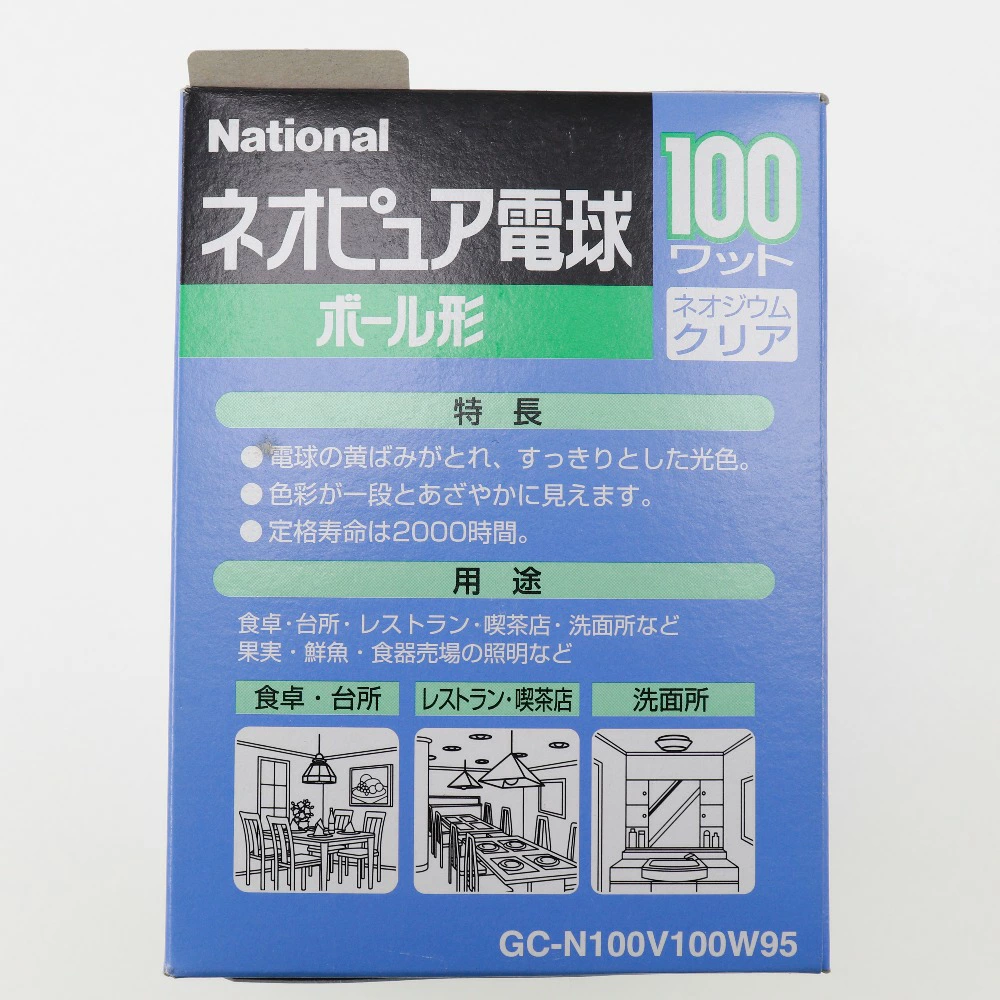 National
ネオピュア電球
ボール形
100
ワット
ネオジウム
クリア
特 長
●電球の黄ばみがとれ、すっきりとした光色。
●色彩が一段とあざやかに見えます。
●定格寿命は2000時間。
用 途
食卓・台所・レストラン・喫茶店・洗面所など
果実・鮮魚・食器売場の照明など
食卓・台所
レストラン・喫茶店
洗面所
GC-N100V100W95